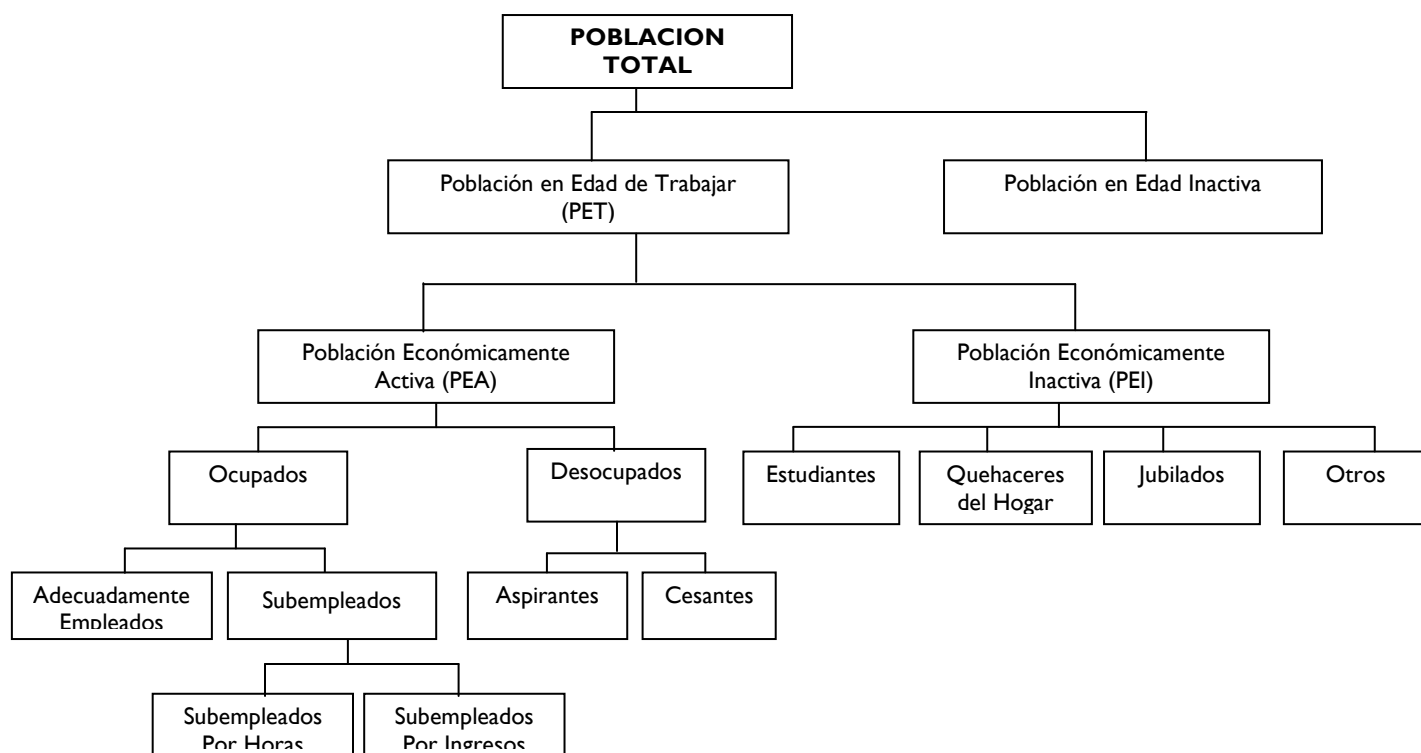 POBLACION
TOTAL
Población en Edad de Trabajar
(PET)
Población en Edad Inactiva
Población Económicamente
Activa (PEA)
Población Económicamente
Inactiva (PEI)
Ocupados
Desocupados
Estudiantes
Quehaceres
del Hogar
Jubilados
Otros
Adecuadamente
Empleados
Subempleados
Aspirantes
Cesantes
Subempleados
Por Horas
Subempleados
Por Ingresos